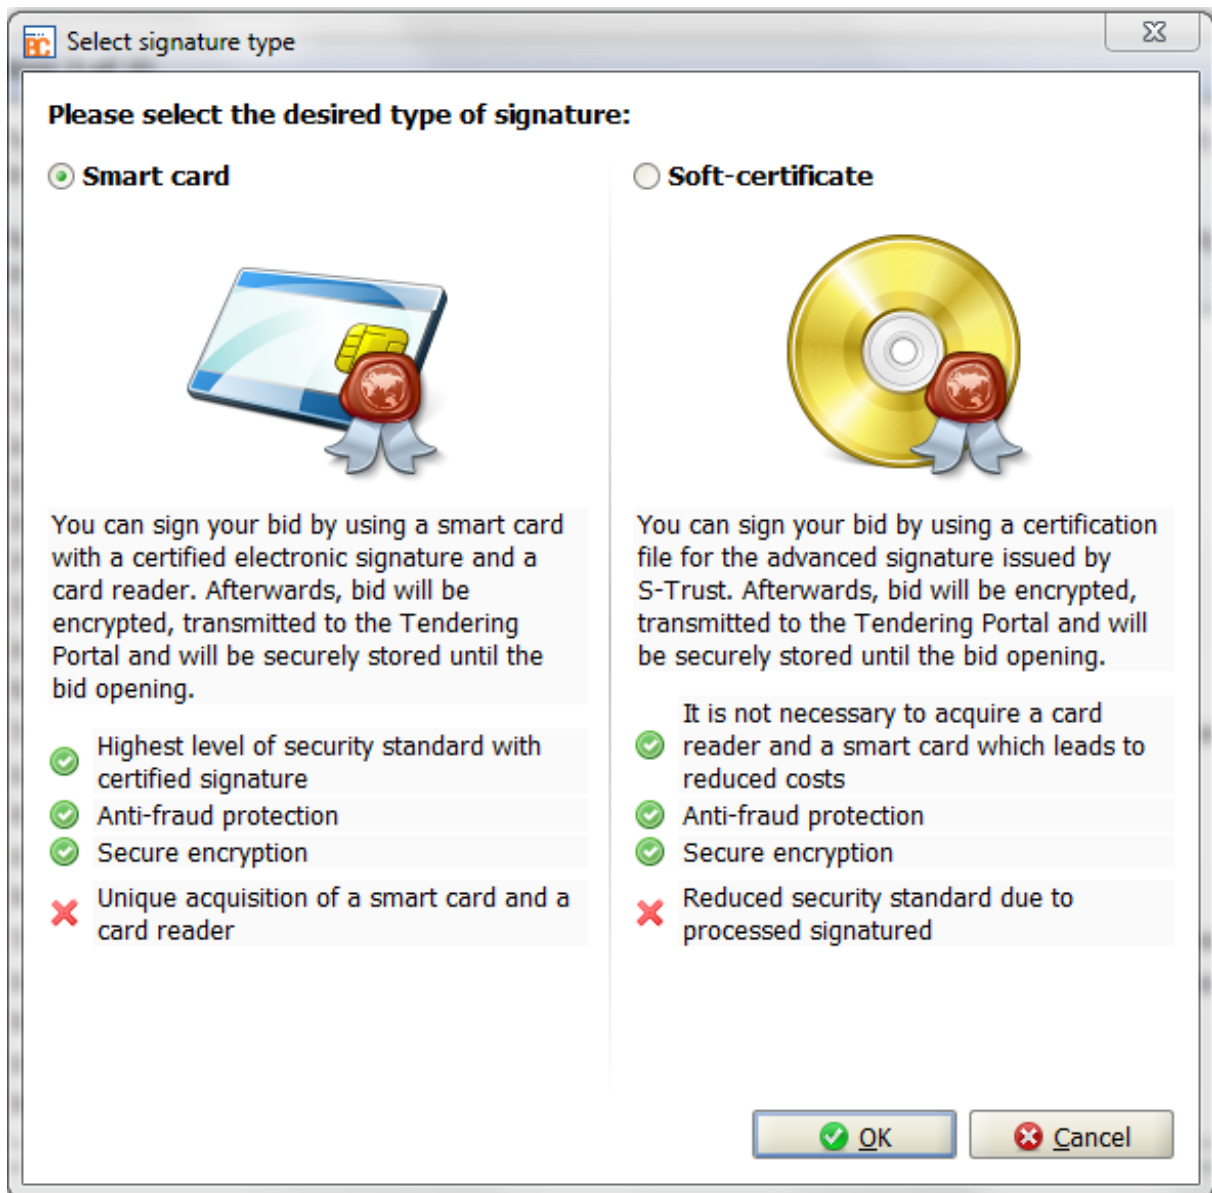 BC
Select signature type
Please select the desired type of signature:
Smart card
You can sign your bid by using a smart card
with a certified electronic signature and a
card reader. Afterwards, bid will be
encrypted, transmitted to the Tendering
Portal and will be securely stored until the
bid opening.
Highest level of security standard with
certified signature
Anti-fraud protection
Secure encryption
Unique acquisition of a smart card and a
card reader
Soft-certificate
You can sign your bid by using a certification
file for the advanced signature issued by
S-Trust. Afterwards, bid will be encrypted,
transmitted to the Tendering Portal and will
be securely stored until the bid opening.
It is not necessary to acquire a card
reader and a smart card which leads to
reduced costs
Anti-fraud protection
Secure encryption
Reduced security standard due to
processed signatured
OK
Cancel